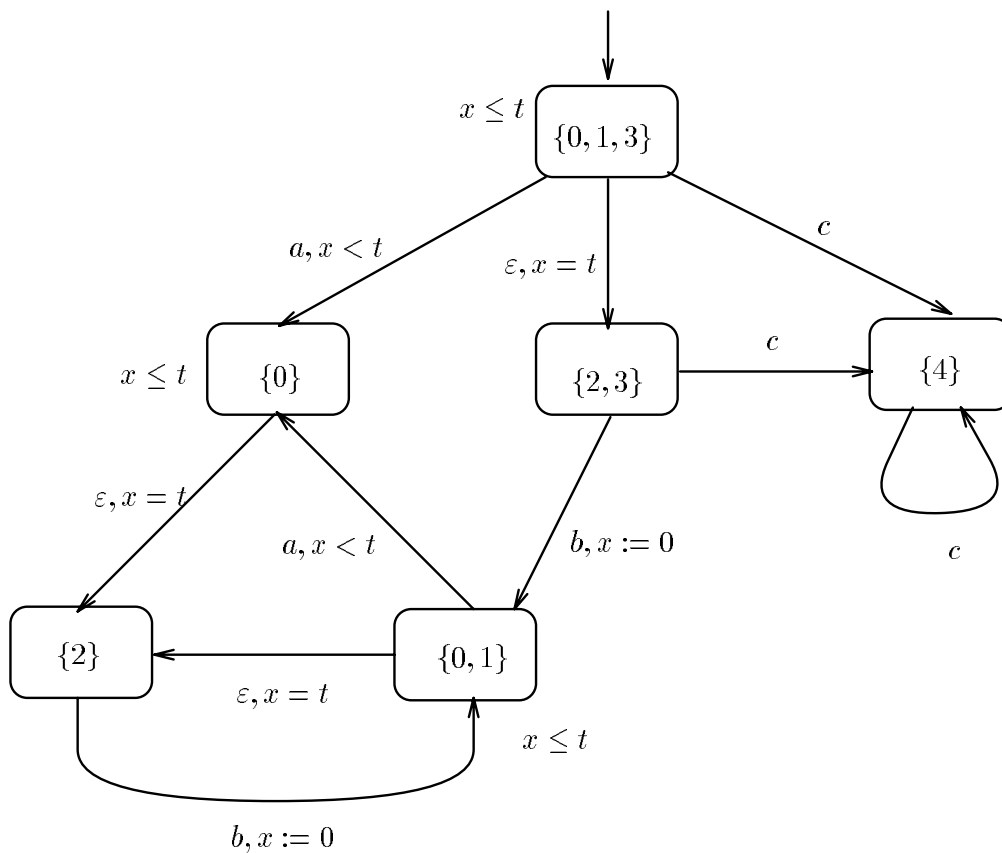 x ≤ t
{0, 1, 3}
a, x < t
ε, x = t
c
x ≤ t
{0}
{2, 3}
c
{4}
ε, x = t
a, x < t
b, x := 0
c
{2}
{0, 1}
ε, x = t
x ≤ t
b, x := 0